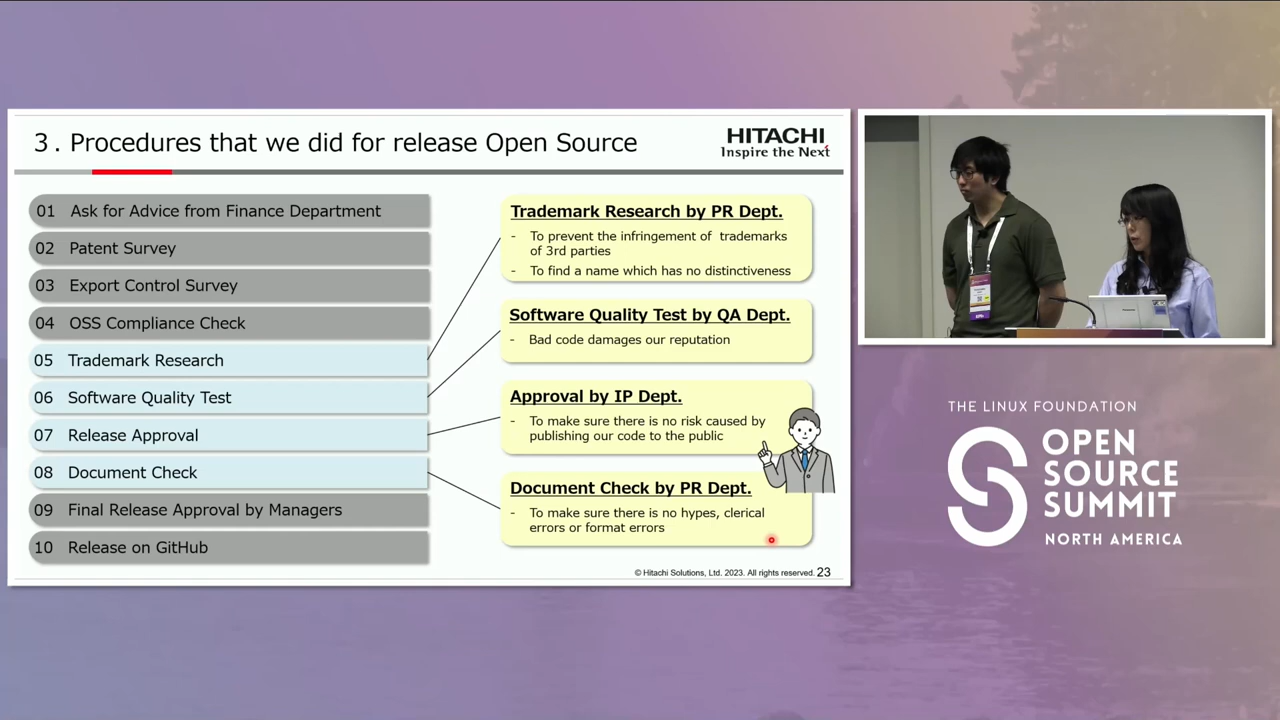 3. Procedures that we did for release Open Source
HITACHI
Inspire the Next
01 Ask for Advice from Finance Department
02 Patent Survey
03 Export Control Survey
04 OSS Compliance Check
05 Trademark Research
06 Software Quality Test
07 Release Approval
08 Document Check
09 Final Release Approval by Managers
10 Release on GitHub
Trademark Research by PR Dept.
- To prevent the infringement of trademarks
of 3rd parties
- To find a name which has no distinctiveness
Software Quality Test by QA Dept.
- Bad code damages our reputation
Approval by IP Dept.
- To make sure there is no risk caused by
publishing our code to the public
Document Check by PR Dept.
- To make sure there is no hypes, clerical
errors or format errors
© Hitachi Solutions, Ltd. 2023. All rights reserved. 23
THE LINUX FOUNDATION
OPEN
SOURCE
SUMMIT
NORTH AMERICA